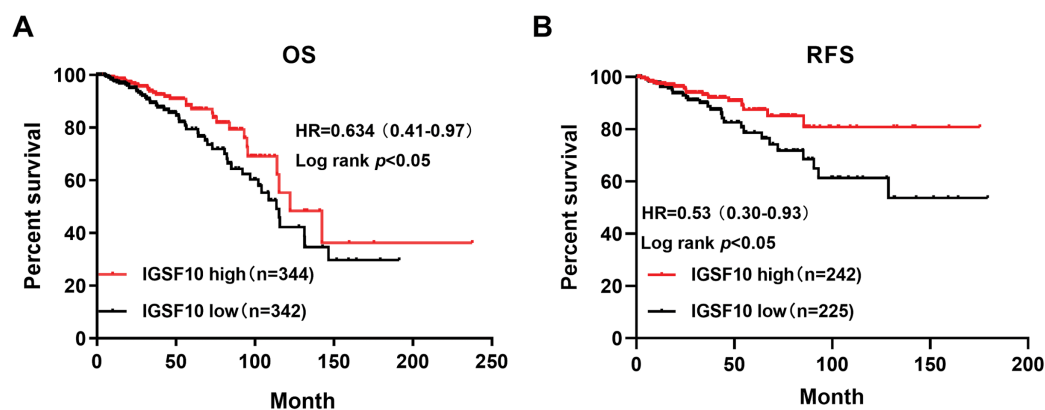 A
OS
Percent survival
100
80
60
40
20
0
HR=0.634（0.41-0.97）
Log rank p<0.05
IGSF10 high（n=344）
IGSF10 low（n=342）
0 50 100 150 200 250
Month
B
RFS
Percent survival
100
80
60
40
20
0
HR=0.53（0.30-0.93）
Log rank p<0.05
IGSF10 high（n=242）
IGSF10 low（n=225）
0 50 100 150 200
Month